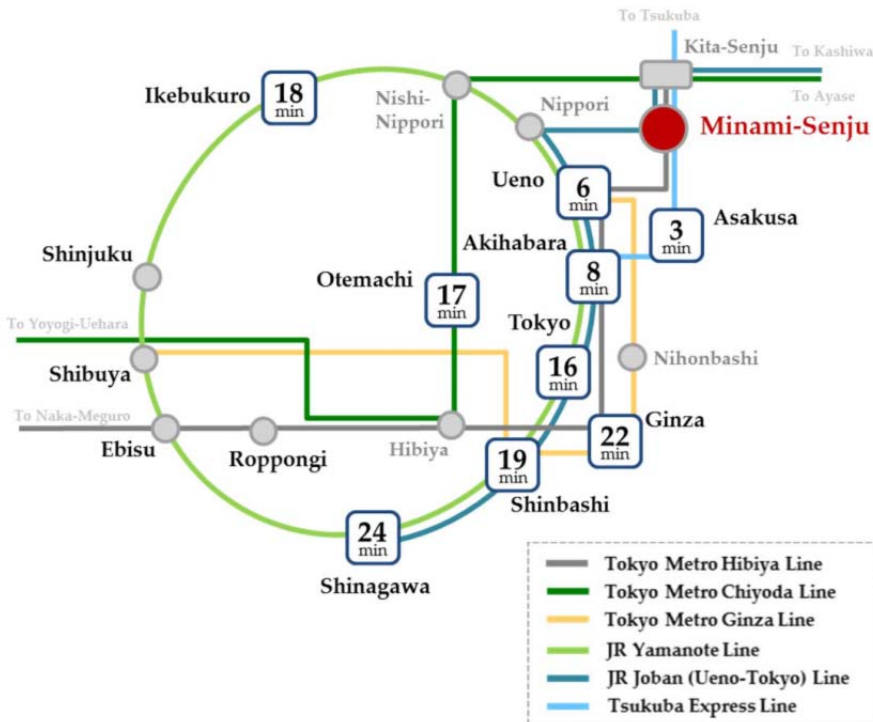 To Tsukuba
Kita-Senju
To Kashiwa
To Ayase
Ikebukuro
18
min
Nishi-
Nippori
Nippori
Minami-Senju
Ueno
6
min
Asakusa
3
min
Akihabara
8
min
Shinjuku
Otemachi
17
min
Tokyo
16
min
To Yoyogi-Uehara
Shibuya
Nihonbashi
To Naka-Meguro
Ebisu
Roppongi
Hibiya
Ginza
22
min
19
min
Shinbashi
24
min
Shinagawa
Tokyo Metro Hibiya Line
Tokyo Metro Chiyoda Line
Tokyo Metro Ginza Line
JR Yamanote Line
JR Joban (Ueno-Tokyo) Line
Tsukuba Express Line